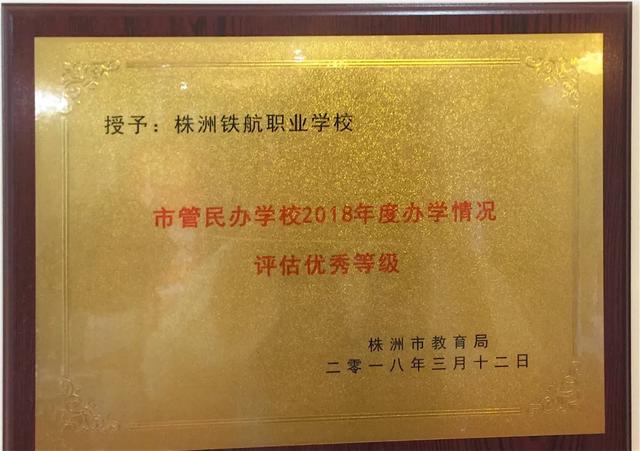 授予：株洲铁航职业学校
市管民办学校2018年度办学情况
评估优秀等级
株洲市教育局
二零一八年三月十二日